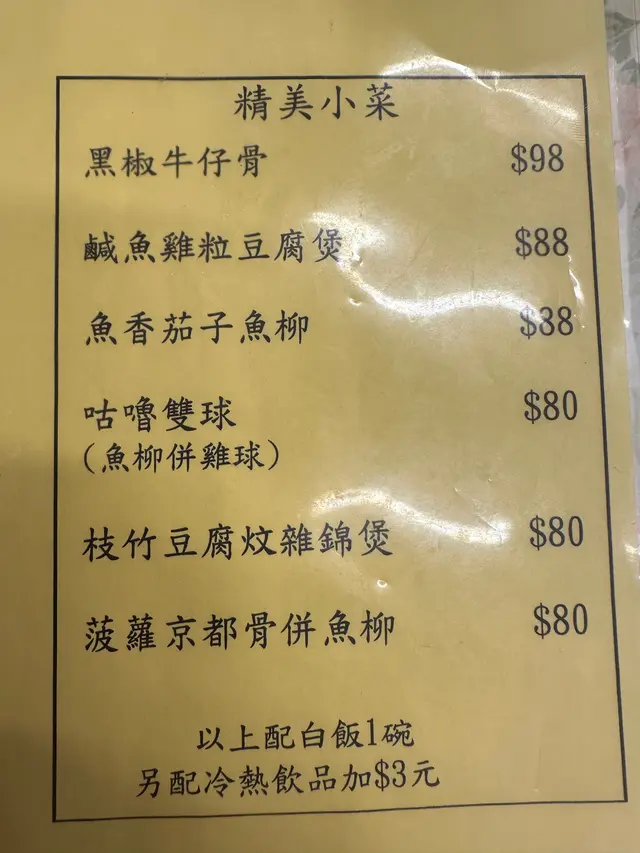 精美小菜
黑椒牛仔骨 $98
鹹魚雞粒豆腐煲 $88
魚香茄子魚柳 $88
咕嚕雙球 $80
(魚柳併雞球)
枝竹豆腐炆雜錦煲 $80
菠蘿京都骨併魚柳 $80
以上配白飯1碗
另配冷熱飲品加$3元